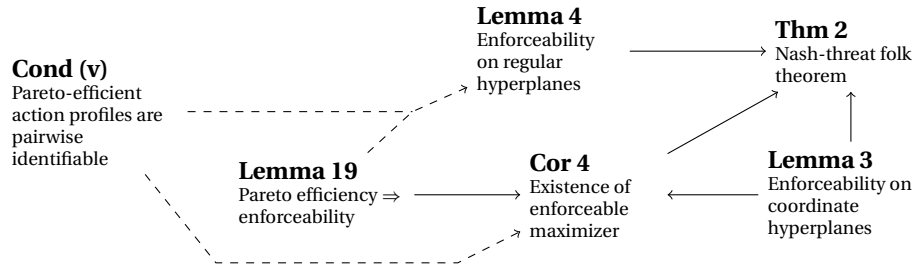 Cond (v)
Pareto-efficient
action profiles are
pairwise
identifiable
Lemma 4
Enforceability
on regular
hyperplanes
Thm 2
Nash-threat folk
theorem
Lemma 19
Pareto efficiency ⇒
enforceability
Cor 4
Existence of
enforceable
maximizer
Lemma 3
Enforceability on
coordinate
hyperplanes